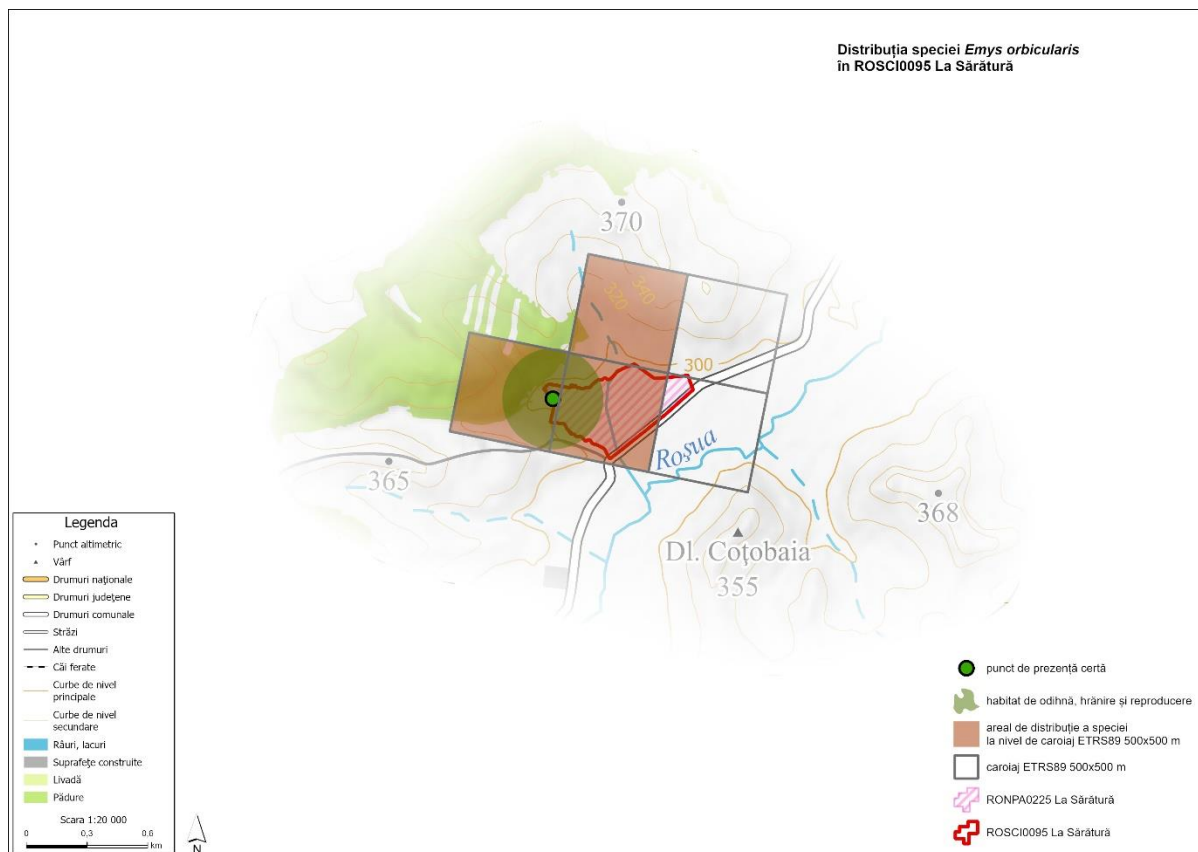 Distribuția speciei Emys orbicularis
în ROSCI0095 La Sărătură
370
320
340
300
Roșua
365
368
Dl. Coțobaia
355
Legenda
Punct altimetric
Vârf
Drumuri naționale
Drumuri județene
Drumuri comunale
Străzi
Alte drumuri
Căi ferate
Curbe de nivel
principale
Curbe de nivel
secundare
Râuri, lacuri
Suprafețe construite
Livadă
Pădure
Scara 1:20 000
0 0,3 0,6
km
N
punct de prezență certă
habitat de odihnă, hrănire și reproducere
areal de distribuție a speciei
la nivel de caroiaj ETRS89 500x500 m
caroiaj ETRS89 500x500 m
RONPA0225 La Sărătură
ROSCI0095 La Sărătură